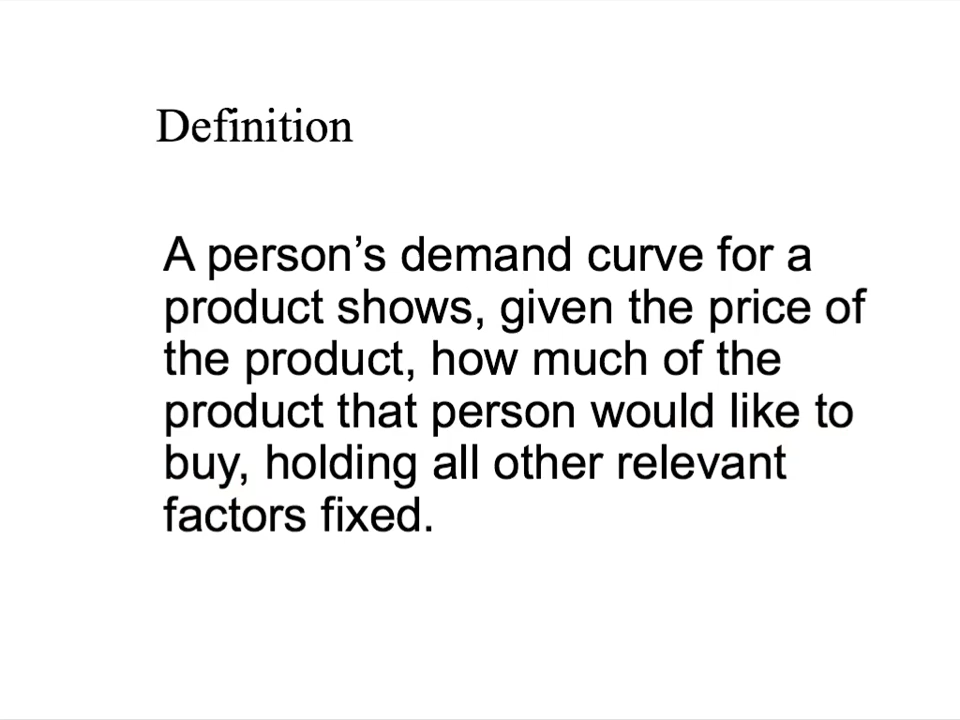 Definition
A person’s demand curve for a
product shows, given the price of
the product, how much of the
product that person would like to
buy, holding all other relevant
factors fixed.